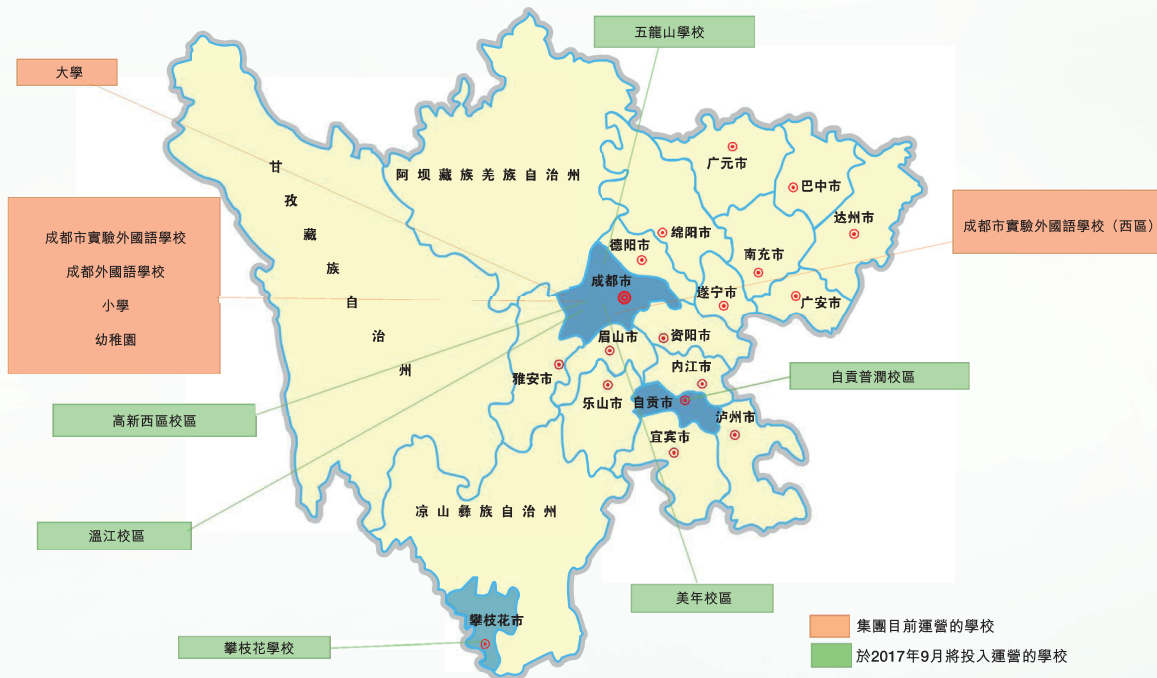 五龍山學校
大學
甘孜藏族自治州
阿坝藏族羌族自治州
广元市
巴中市
达州市
绵阳市
德阳市
南充市
成都市實驗外國語學校（西區）
成都市實驗外國語學校
成都外國語學校
小學
幼稚園
成都市
遂宁市
广安市
眉山市
资阳市
雅安市
内江市
自貢普潤校區
乐山市
自贡市
泸州市
高新西區校區
宜宾市
凉山彝族自治州
溫江校區
美年校區
攀枝花市
攀枝花學校
集團目前運營的學校
於2017年9月將投入運營的學校